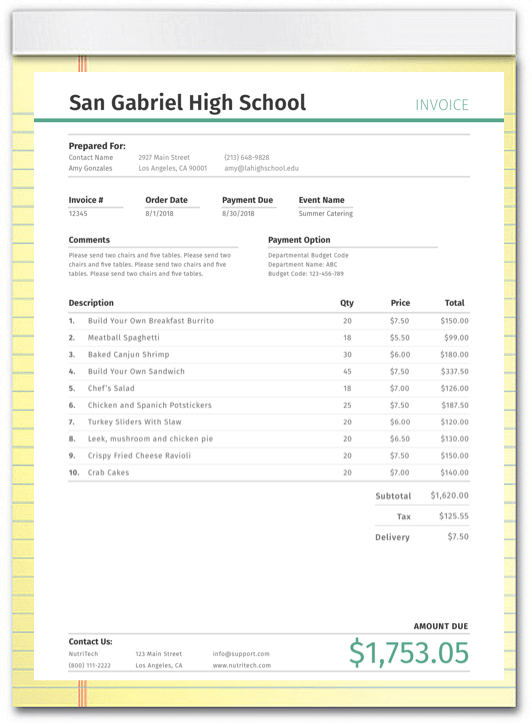 San Gabriel High School INVOICE
Prepared For:
Contact Name 2927 Main Street (213) 648-9828
Amy Gonzales Los Angeles, CA 90001 amy@lahighschool.edu
Invoice # Order Date Payment Due Event Name
12345 8/1/2018 8/30/2018 Summer Catering
Comments Payment Option
Please send two chairs and five tables. Please send two Departmental Budget Code
chairs and five tables. Please send two chairs and five Department Name: ABC
tables. Please send two chairs and five tables. Budget Code: 123-456-789
Description Qty Price Total
1. Build Your Own Breakfast Burrito 20 $7.50 $150.00
2. Meatball Spaghetti 18 $5.50 $99.00
3. Baked Canjun Shrimp 30 $6.00 $180.00
4. Build Your Own Sandwich 45 $7.50 $337.50
5. Chef's Salad 18 $7.00 $126.00
6. Chicken and Spanich Potstickers 25 $7.50 $187.50
7. Turkey Sliders With Slaw 20 $6.00 $120.00
8. Leek, mushroom and chicken pie 20 $6.50 $130.00
9. Crispy Fried Cheese Ravioli 20 $7.50 $150.00
10. Crab Cakes 20 $7.00 $140.00
Subtotal $1,620.00
Tax $125.55
Delivery $7.50
AMOUNT DUE
$1,753.05
Contact Us:
NutriTech 123 Main Street info@support.com
(800) 111-2222 Los Angeles, CA www.nutritech.com